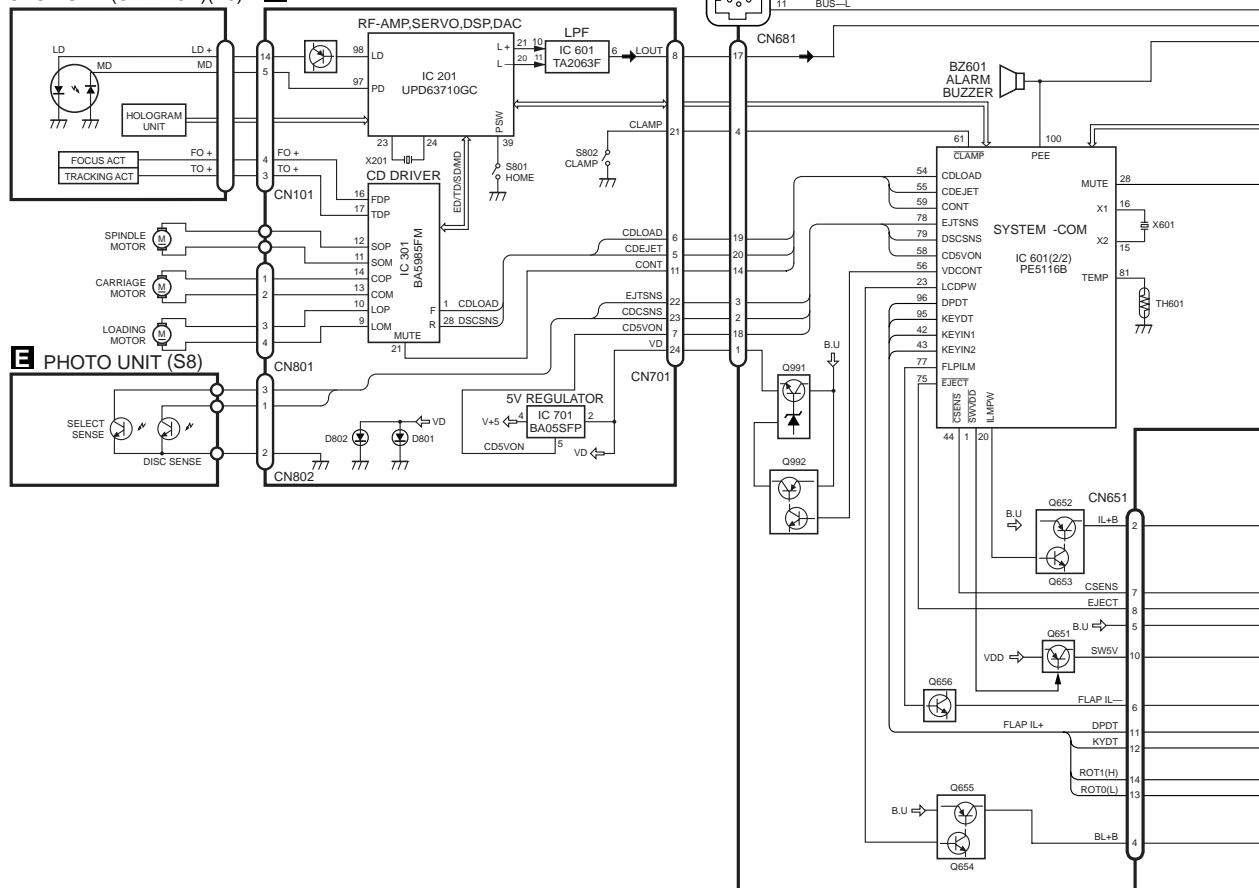 11 BUS—L
CN681
17
4
19
20
14
3
2
18
1
LD
MD
LD +
MD
HOLOGRAM
UNIT
FOCUS ACT
TRACKING ACT
FO +
TO +
14
5
4
3
FO +
TO +
CN101
RF-AMP,SERVO,DSP,DAC
98 LD
97 PD
IC 201
UPD63710GC
L+ 21 10
L— 20 11
PSW
23 24 39
X201
S801
HOME
LPF
IC 601
TA2063F
6 LOUT 8
CLAMP 21
S802
CLAMP
CD DRIVER
ED/TD/SD/MD
16 FDP
17 TDP
12 SOP
11 SOM
14 COP
13 COM
10 LOP
9 LOM
IC 301
BA5985FM
F 1 CDLOAD
R 28 DSCSNS
MUTE
21
SPINDLE
MOTOR
M
CARRIAGE
MOTOR
M
1
2
LOADING
MOTOR
M
3
4
CN801
CDLOAD 6
CDEJET 5
CONT 11
EJTSNS 22
CDCSNS 23
CD5VON 7
VD 24
CN701
E PHOTO UNIT (S8)
SELECT
SENSE
DISC SENSE
3
1
2
CN802
D802
D801
VD
5V REGULATOR
IC 701
BA05SFP
V+5 4
2
5
CD5VON
VD
B.U
Q991
Q992
BZ601
ALARM
BUZZER
61 100
CLAMP PEE
54 CDLOAD
55 CDEJET
59 CONT
78 EJTSNS
79 DSCSNS
58 CD5VON
56 VDCONT
23 LCDPW
96 DPDT
95 KEYDT
42 KEYIN1
43 KEYIN2
77 FLPILM
75 EJECT
CSENS
SWVDD
ILMPW
44 1 20
SYSTEM -COM
IC 601(2/2)
PE5116B
MUTE 28
X1 16
X601
X2 15
TEMP 81
TH601
Q652
B.U
Q653
IL+B 2
CN651
CSENS 7
EJECT 8
B.U 5
Q651
VDD
SW5V 10
Q656
FLAP IL— 6
FLAP IL+
DPDT 11
KYDT 12
ROT1(H) 14
ROT0(L) 13
Q655
B.U
Q654
BL+B 4